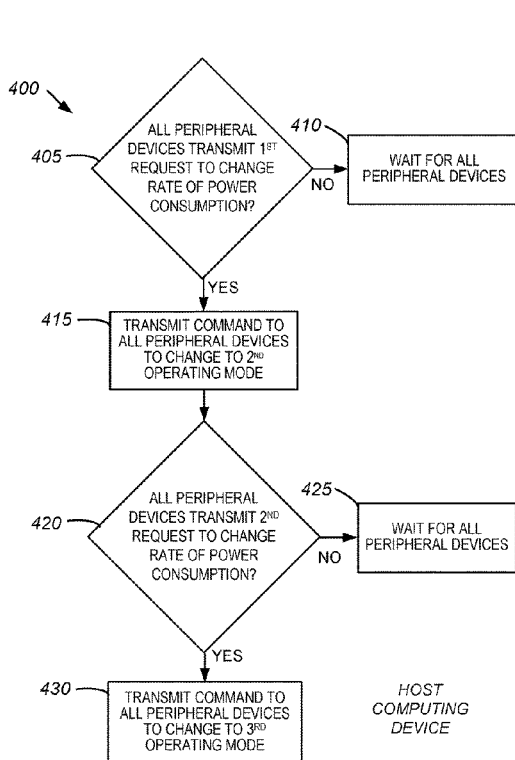 400
405
ALL PERIPHERAL
DEVICES TRANSMIT 1ST
REQUEST TO CHANGE
RATE OF POWER
CONSUMPTION?
410
WAIT FOR ALL
PERIPHERAL DEVICES
NO
YES
415
TRANSMIT COMMAND TO
ALL PERIPHERAL DEVICES
TO CHANGE TO 2ND
OPERATING MODE
420
ALL PERIPHERAL
DEVICES TRANSMIT 2ND
REQUEST TO CHANGE
RATE OF POWER
CONSUMPTION?
425
WAIT FOR ALL
PERIPHERAL DEVICES
NO
YES
430
TRANSMIT COMMAND TO
ALL PERIPHERAL DEVICES
TO CHANGE TO 3RD
OPERATING MODE
HOST
COMPUTING
DEVICE